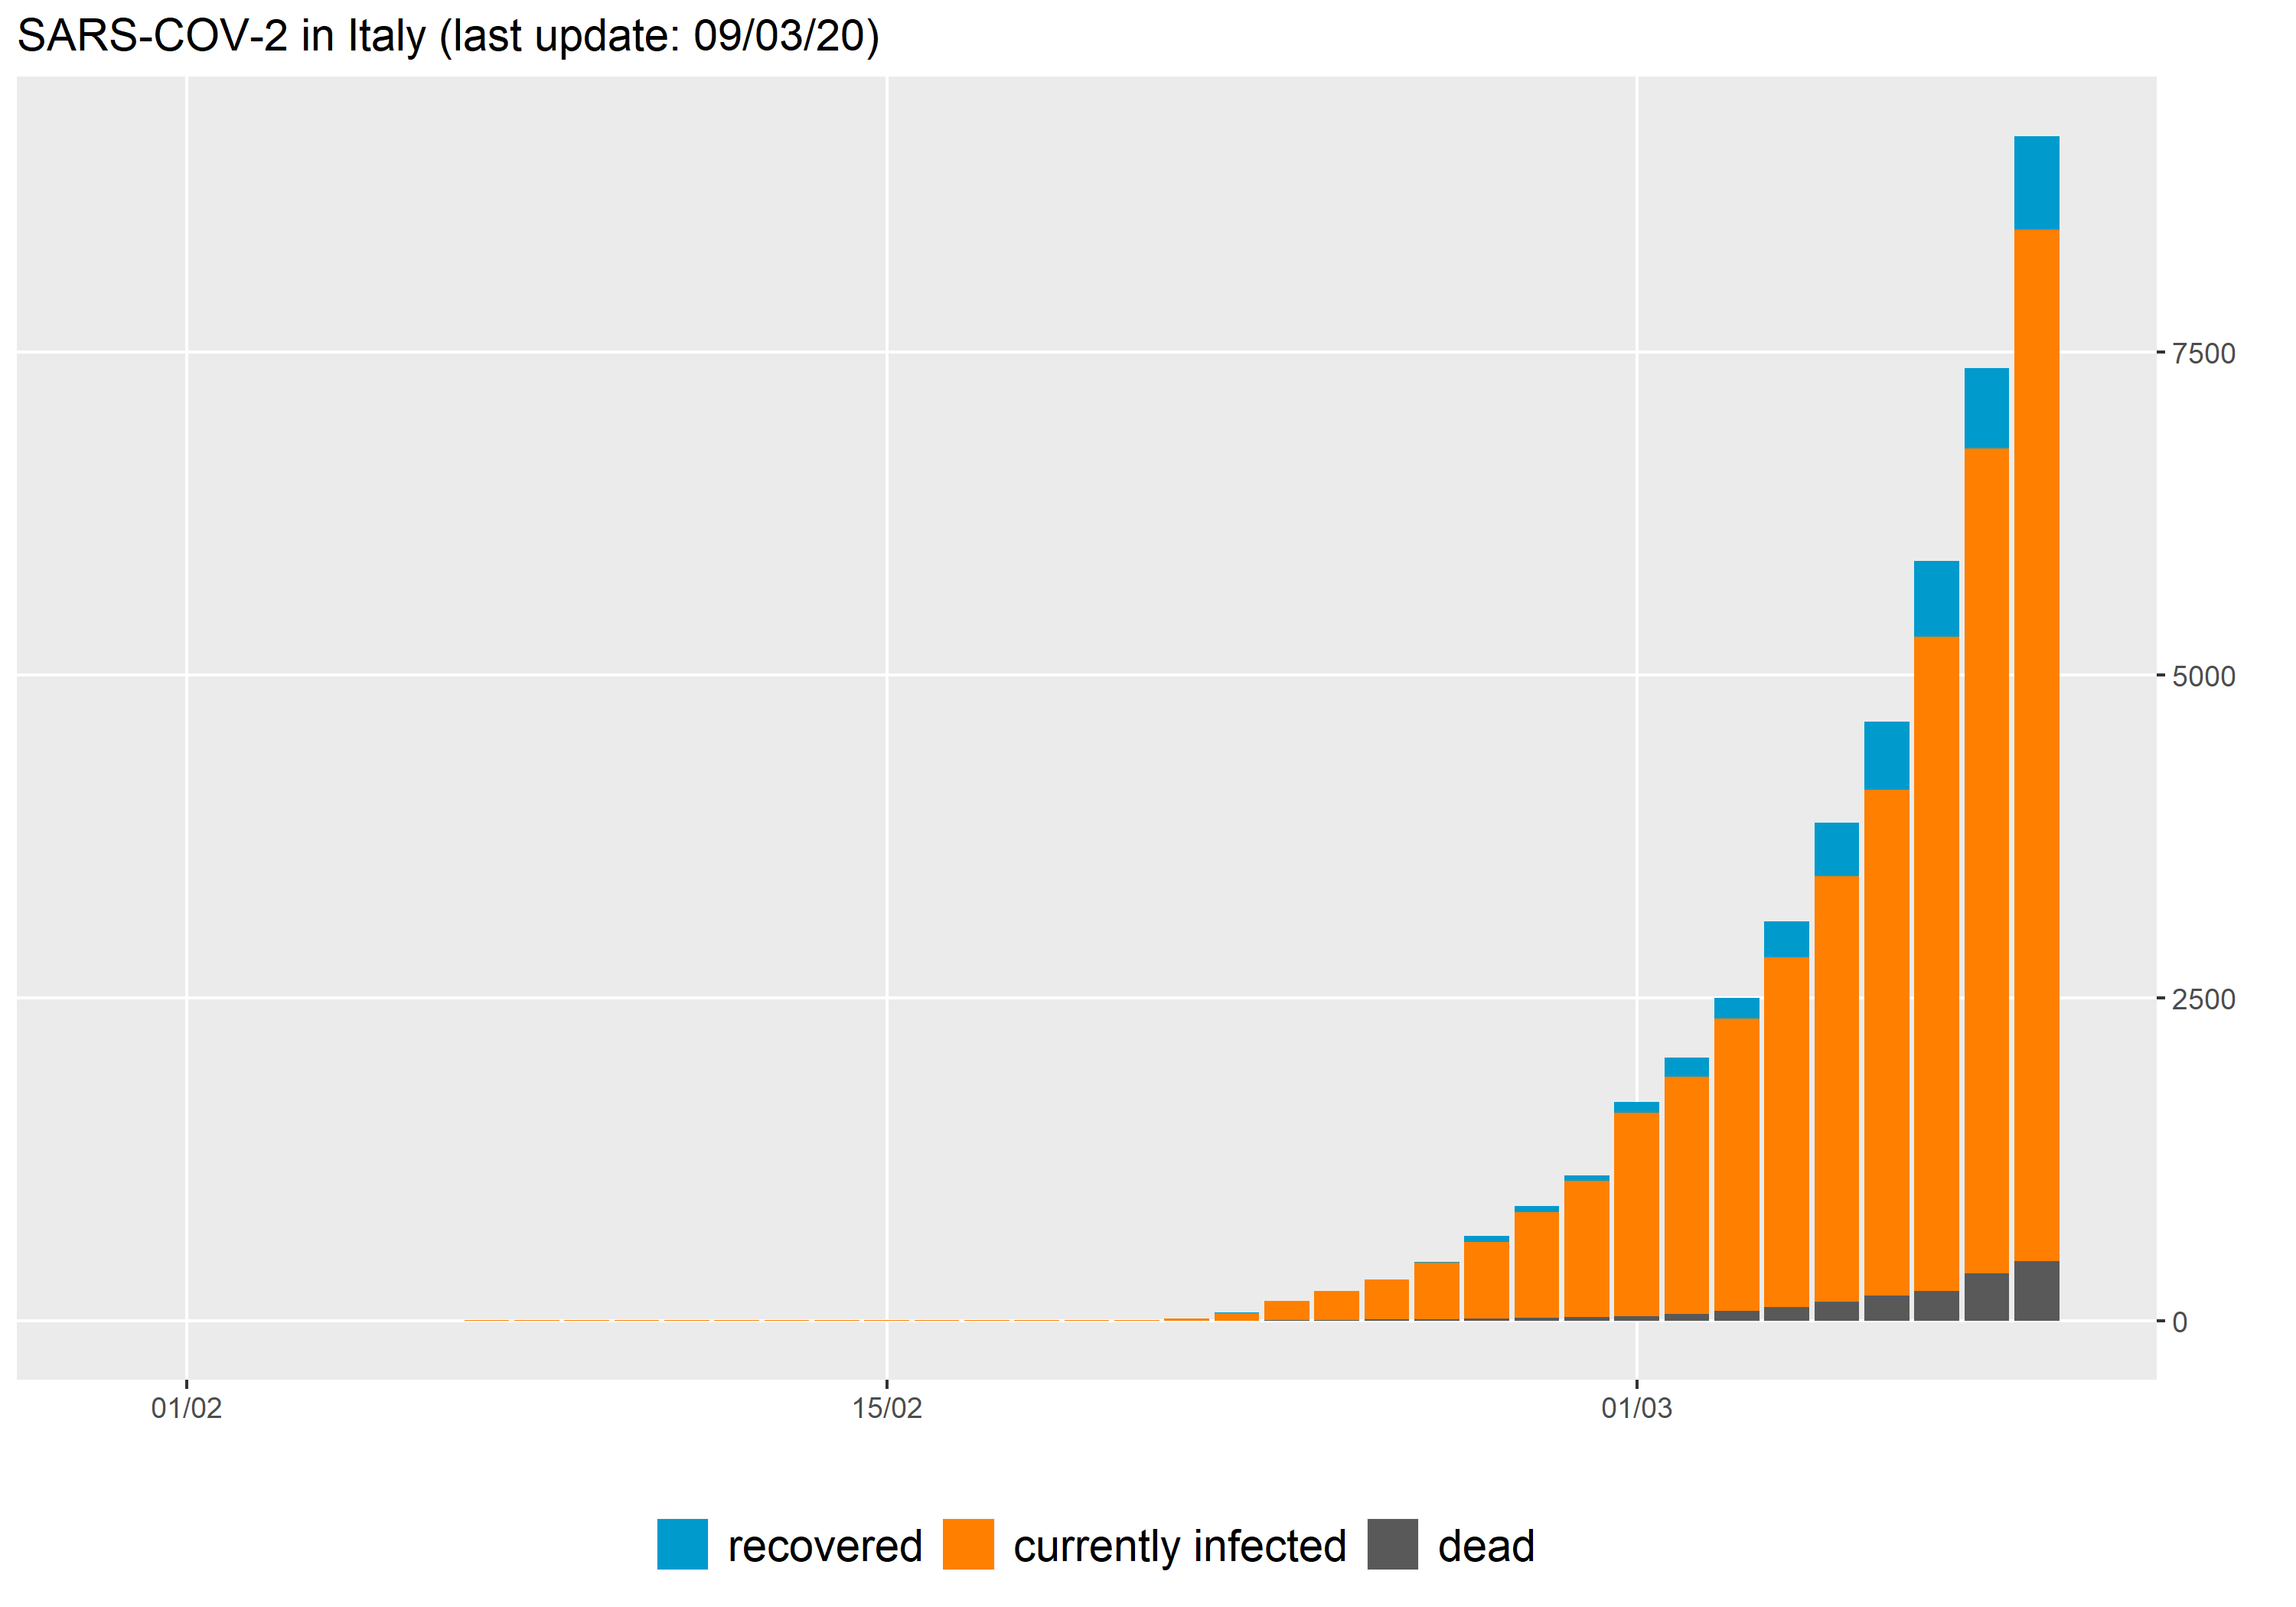 SARS-COV-2 in Italy (last update: 09/03/20)
7500
5000
2500
0
01/02 15/02 01/03
recovered currently infected dead